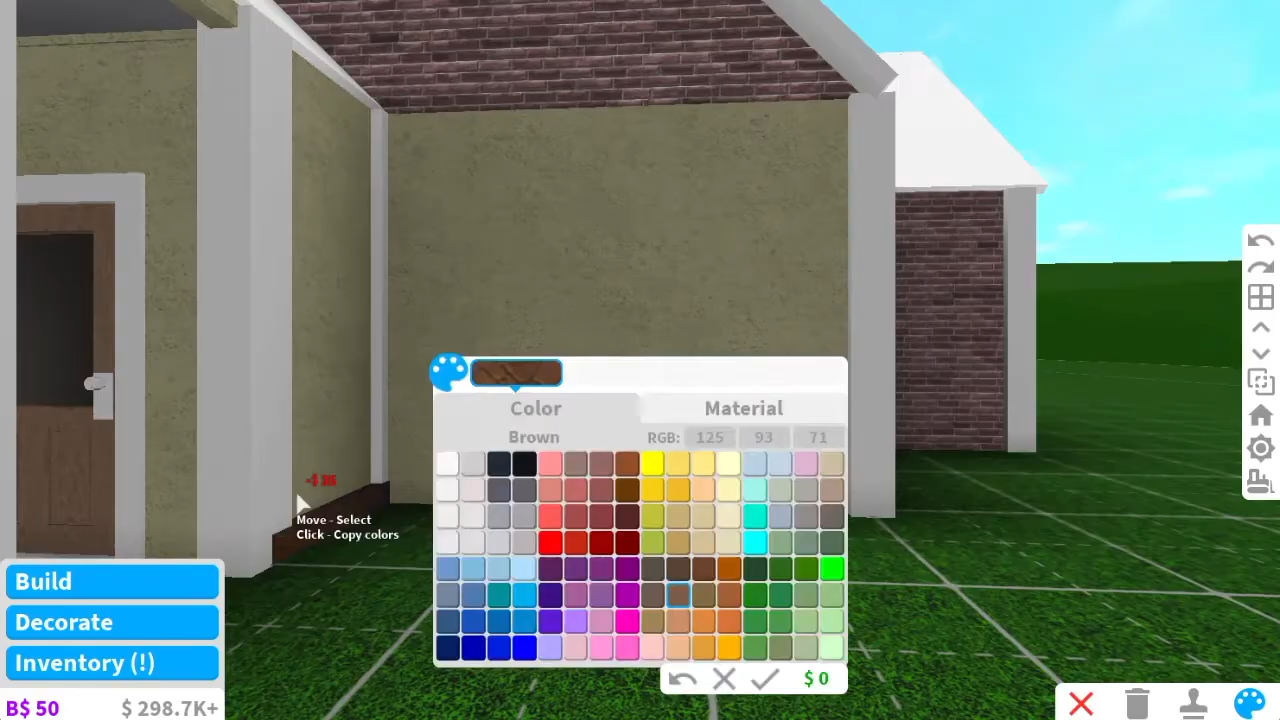 Color
Material
Brown
RGB: 125 93 71
Move - Select
Click - Copy colors
Build
Decorate
Inventory (!)
B$ 50
$ 298.7K+
$ 0